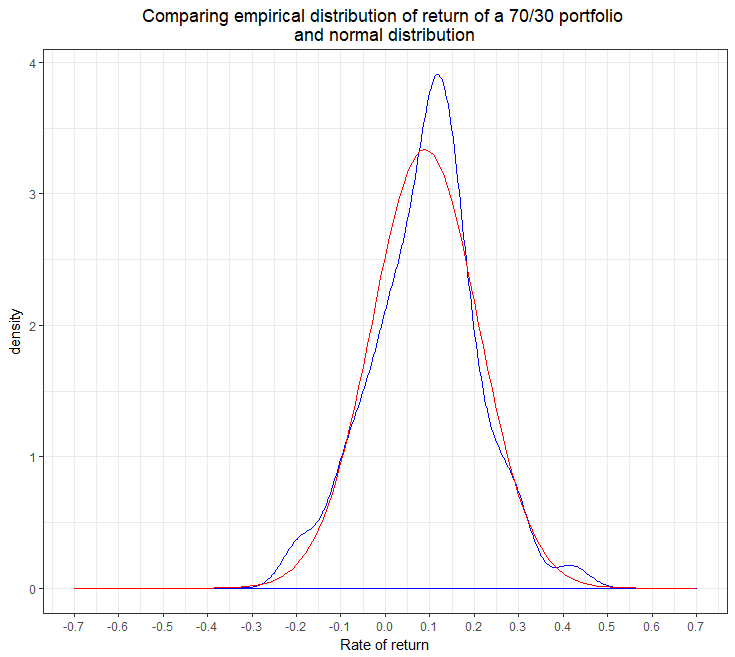 Comparing empirical distribution of return of a 70/30 portfolio
and normal distribution
4
3
2
1
0
density
-0.7 -0.6 -0.5 -0.4 -0.3 -0.2 -0.1 0.0 0.1 0.2 0.3 0.4 0.5 0.6 0.7
Rate of return